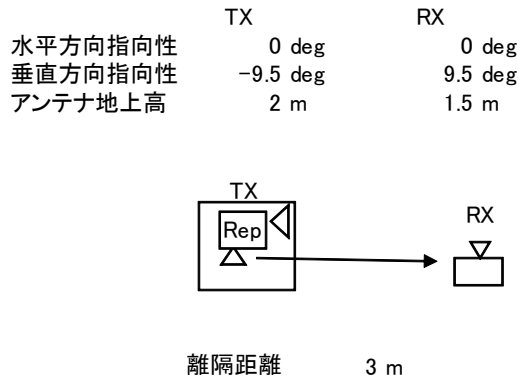 TX RX
水平方向指向性 0 deg 0 deg
垂直方向指向性 -9.5 deg 9.5 deg
アンテナ地上高 2 m 1.5 m
TX
Rep
RX
離隔距離 3 m